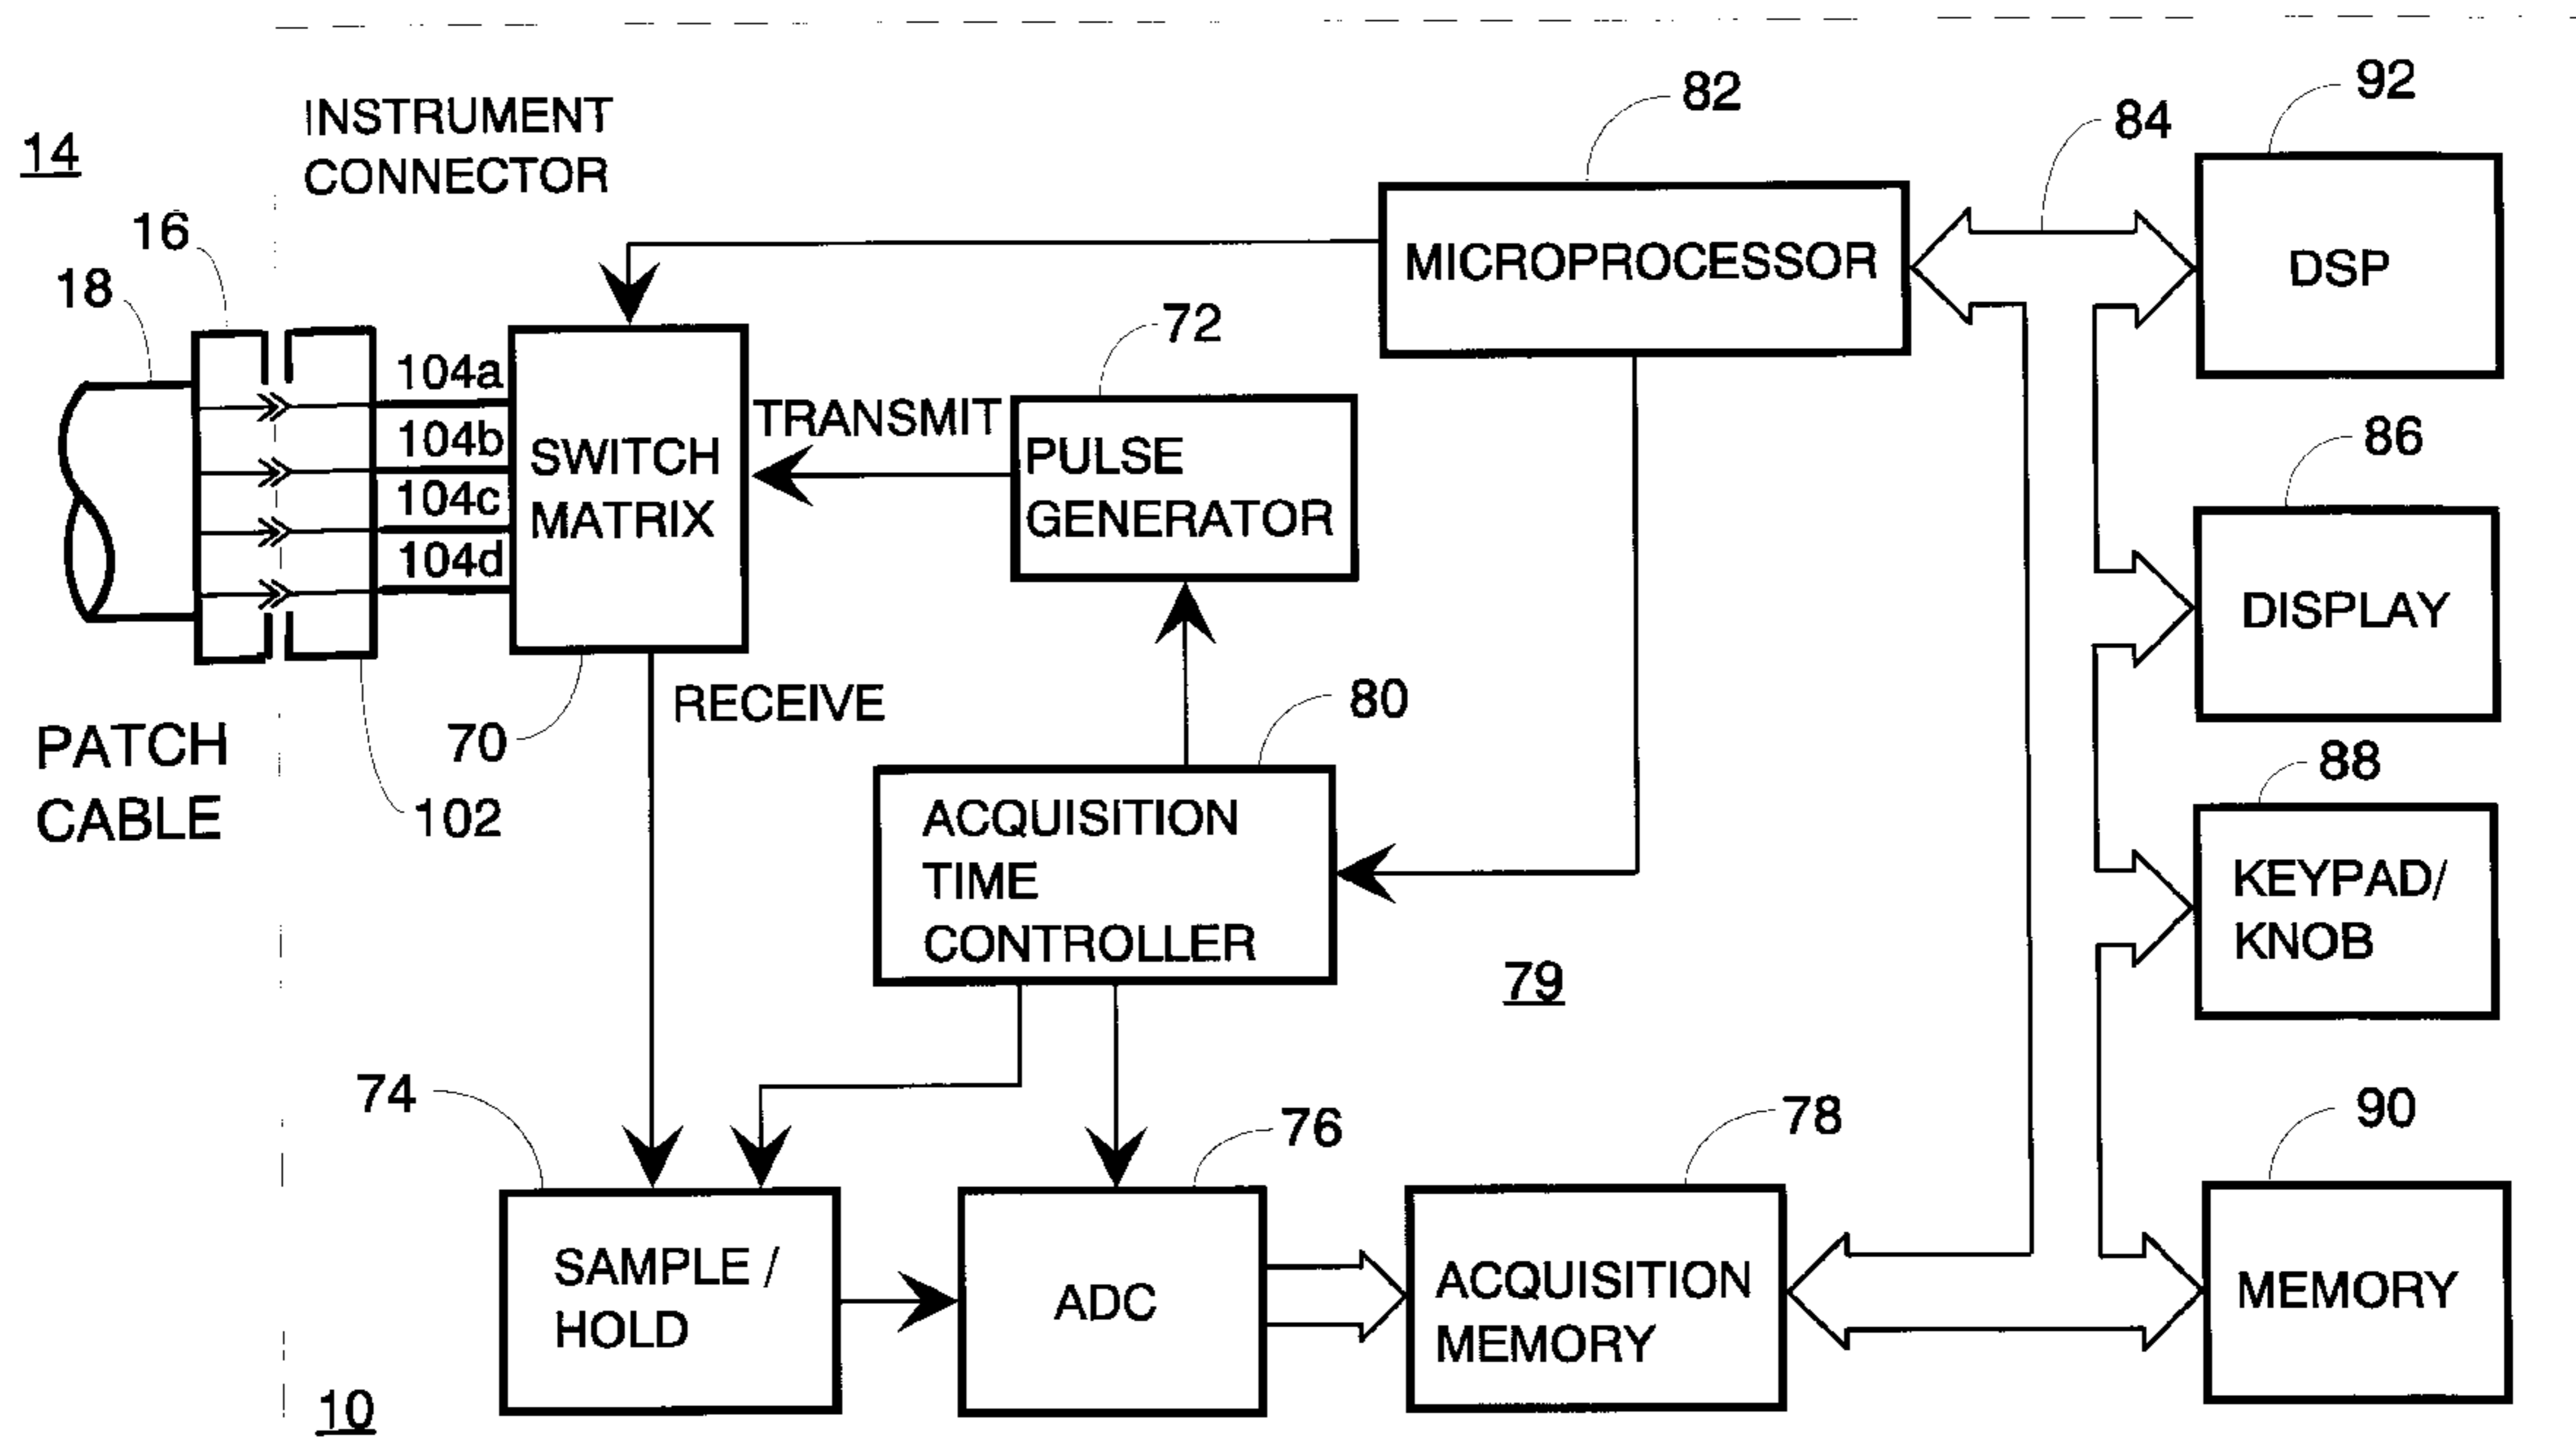 14
INSTRUMENT
CONNECTOR
82
92
84
16
18
MICROPROCESSOR
DSP
72
104a
104b
104c
104d
SWITCH
MATRIX
TRANSMIT
PULSE
GENERATOR
86
DISPLAY
RECEIVE
80
70
102
PATCH
CABLE
88
ACQUISITION
TIME
CONTROLLER
KEYPAD/
KNOB
79
74
76
78
90
SAMPLE /
HOLD
ADC
ACQUISITION
MEMORY
MEMORY
10